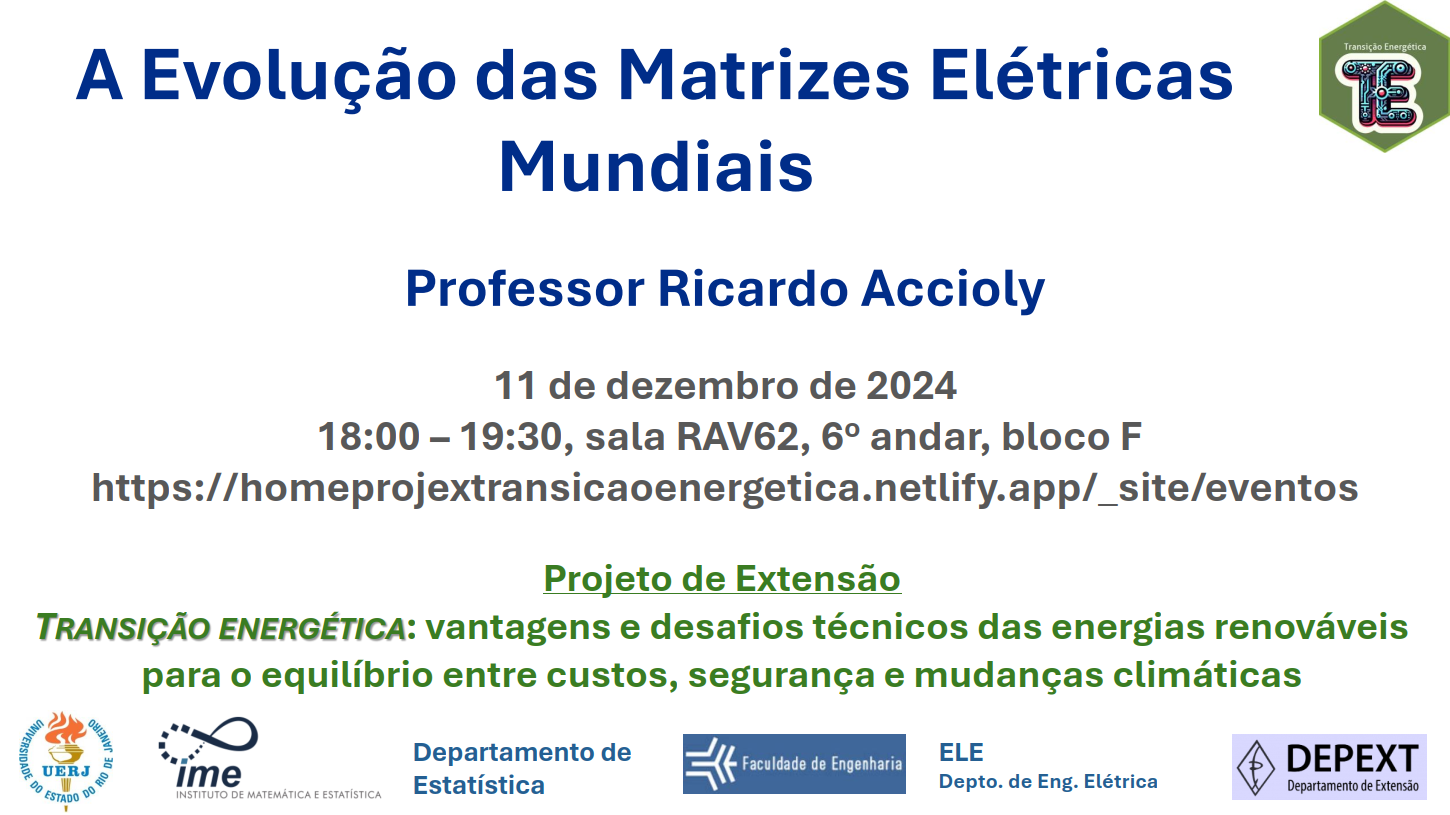 A Evolução das Matrizes Elétricas
Mundiais
Transição Energética
TE
Professor Ricardo Accioly
11 de dezembro de 2024
18:00 – 19:30, sala RAV62, 6º andar, bloco F
https://homeprojextransicaoenergetica.netlify.app/_site/eventos
Projeto de Extensão
TRANSIÇÃO ENERGÉTICA: vantagens e desafios técnicos das energias renováveis
para o equilíbrio entre custos, segurança e mudanças climáticas
UNIVERSIDADE DO ESTADO DO RIO DE JANEIRO
UERJ
ime
INSTITUTO DE MATEMÁTICA E ESTATÍSTICA
Departamento de
Estatística
Faculdade de Engenharia
ELE
Depto. de Eng. Elétrica
DEPEXT
Departamento de Extensão